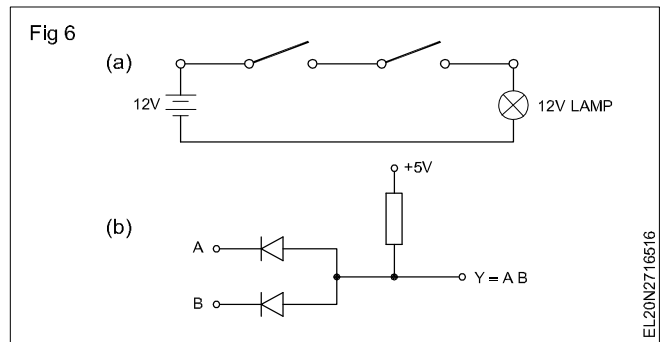 Fig 6
(a)
12V
12V LAMP
+5V
(b)
A
Y = A B
B
EL20N2716516